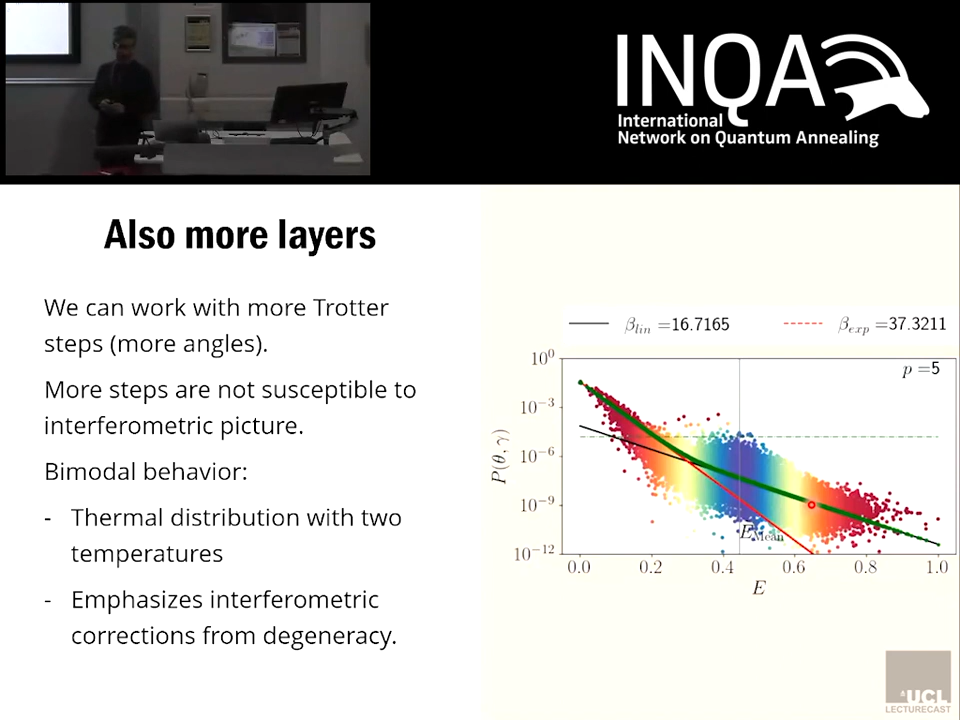 INQA
International
Network on Quantum Annealing
Also more layers
We can work with more Trotter
steps (more angles).
More steps are not susceptible to
interferometric picture.
Bimodal behavior:
- Thermal distribution with two
temperatures
- Emphasizes interferometric
corrections from degeneracy.
β_lin =16.7165
β_exp =37.3211
p =5
10^0
10^-3
10^-6
10^-9
10^-12
P(θ, γ)
E_Mean
0.0 0.2 0.4 0.6 0.8 1.0
E
UCL
LECTURECAST